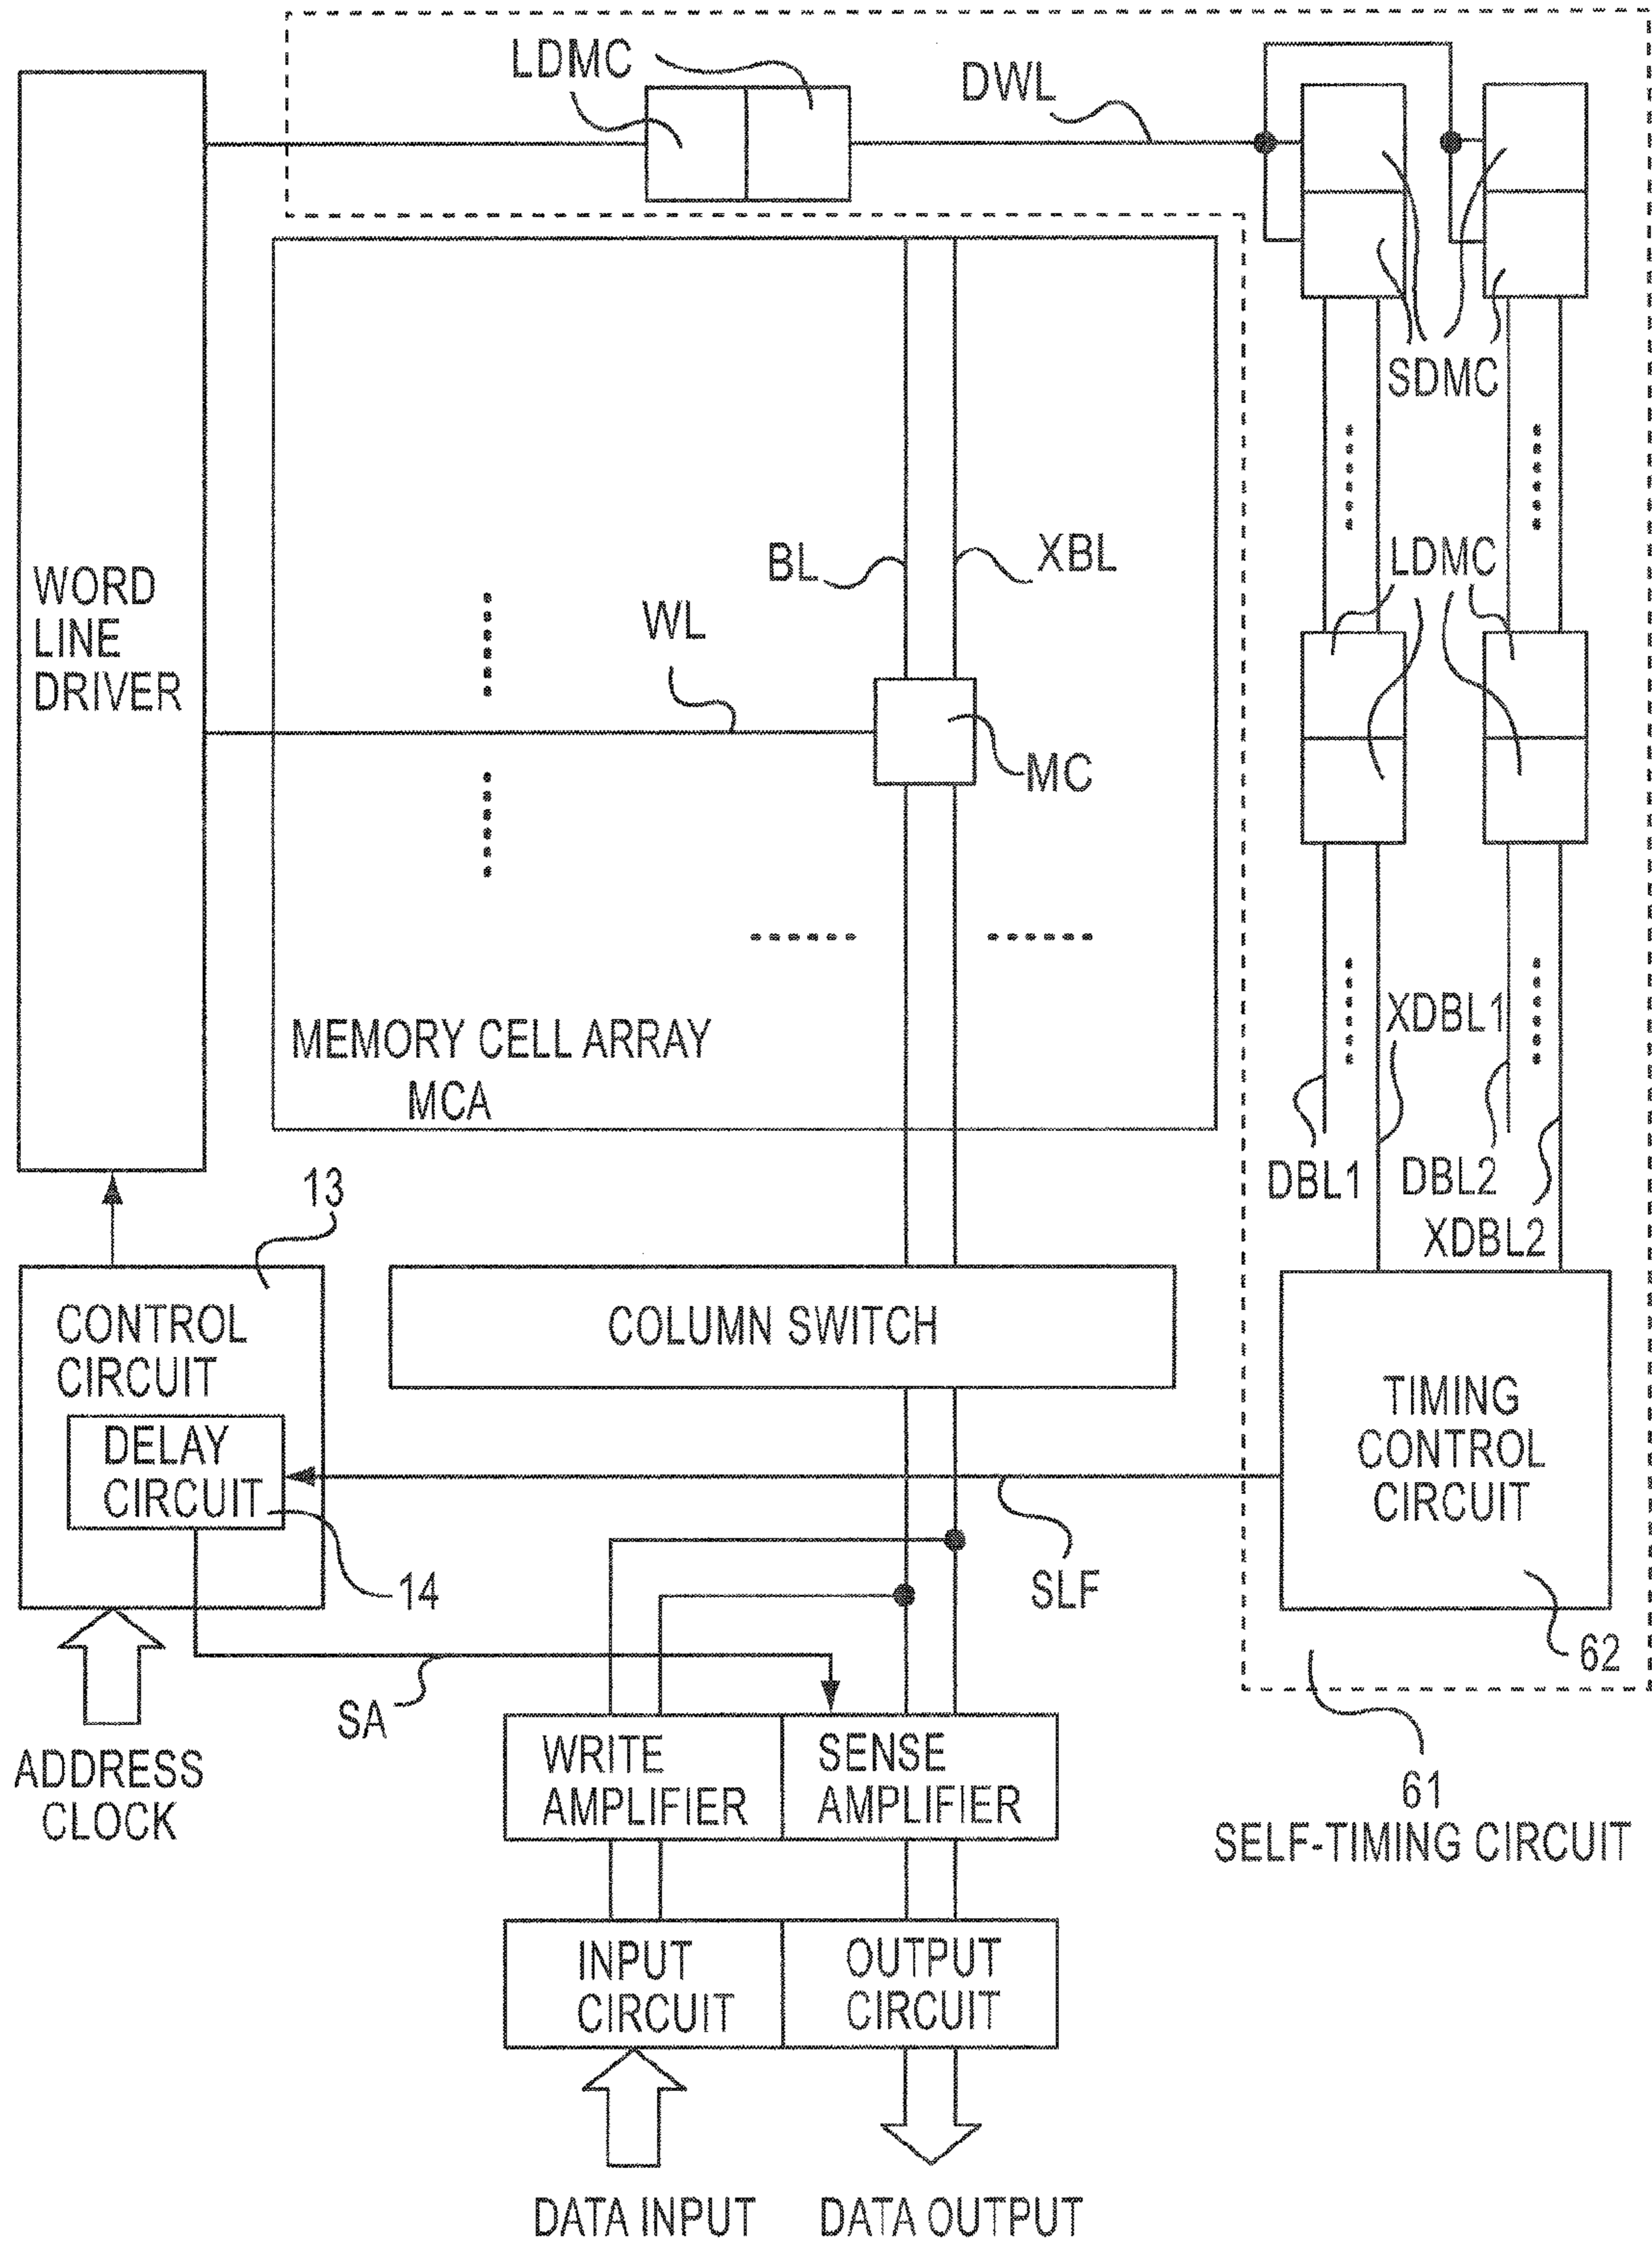 LDMC
DWL
SDMC
WORD
LINE
DRIVER
BL
XBL
LDMC
WL
MC
MEMORY CELL ARRAY
MCA
XDBL1
DBL1
DBL2
XDBL2
13
CONTROL
CIRCUIT
COLUMN SWITCH
DELAY
CIRCUIT
TIMING
CONTROL
CIRCUIT
14
SLF
62
SA
ADDRESS
CLOCK
WRITE
AMPLIFIER
SENSE
AMPLIFIER
61
SELF-TIMING CIRCUIT
INPUT
CIRCUIT
OUTPUT
CIRCUIT
DATA INPUT
DATA OUTPUT